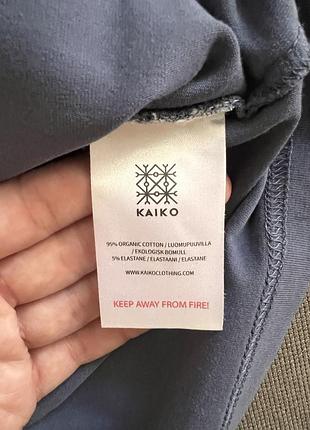 KAIKO
95% ORGANIC COTTON / LUOMUPUUVILLA
/ EKOLOGISK BOMULL
5% ELASTANE / ELASTAANI / ELASTANE
WWW.KAIKOCLOTHING.COM
KEEP AWAY FROM FIRE!